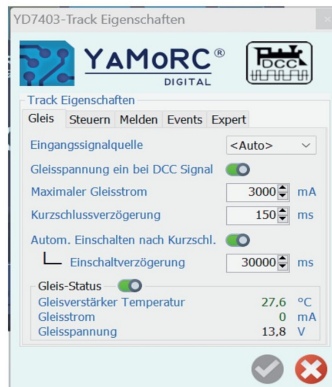 YD7403-Track Eigenschaften
YAMORC®
DIGITAL
DCC
Track Eigenschaften
Gleis Steuern Melden Events Expert
Eingangssignalquelle <Auto>
Gleisspannung ein bei DCC Signal
Maximaler Gleisstrom 3000 mA
Kurzschlussverzögerung 150 ms
Autom. Einschalten nach Kurzschl.
Einschaltverzögerung 30000 ms
Gleis-Status
Gleisverstärker Temperatur 27,6 °C
Gleisstrom 0 mA
Gleisspannung 13,8 V